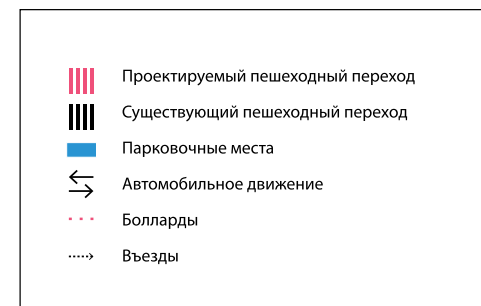 Проектируемый пешеходный переход
Существующий пешеходный переход
Парковочные места
Автомобильное движение
Болларды
Въезды